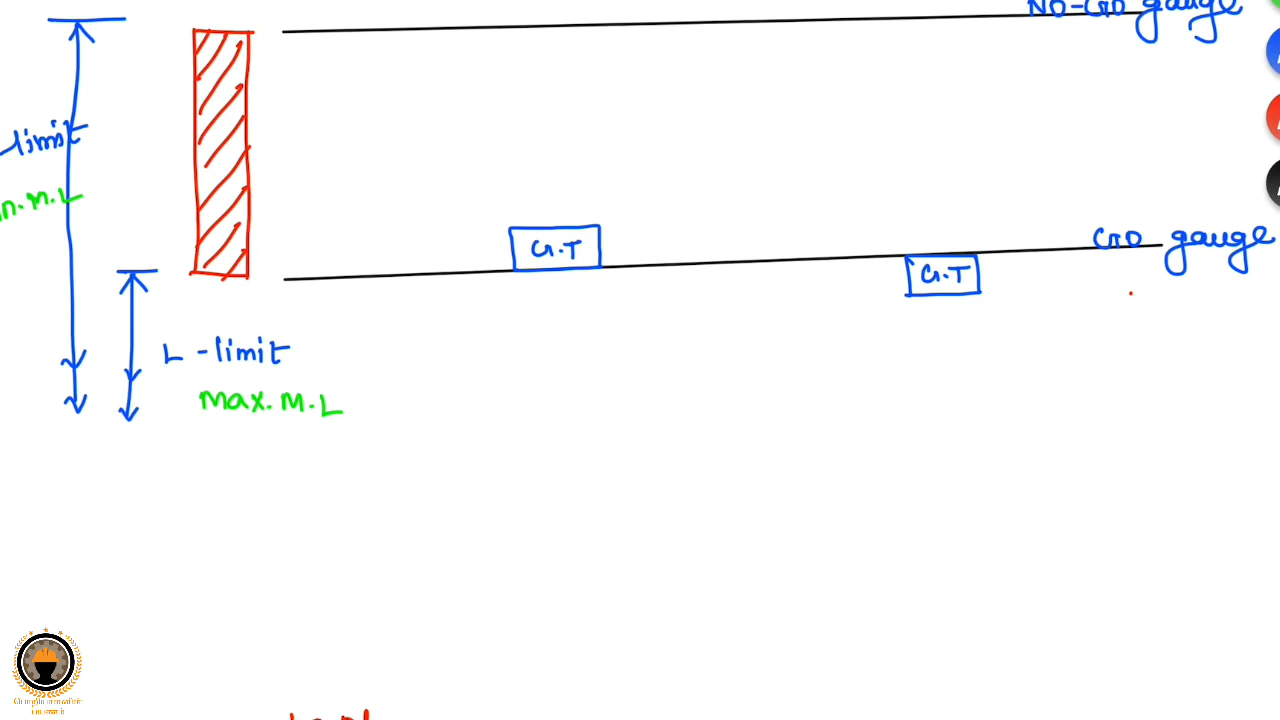 NO-GO gauge
-limit
n.M.L
G.T
GO gauge
G.T
L -limit
max.M.L